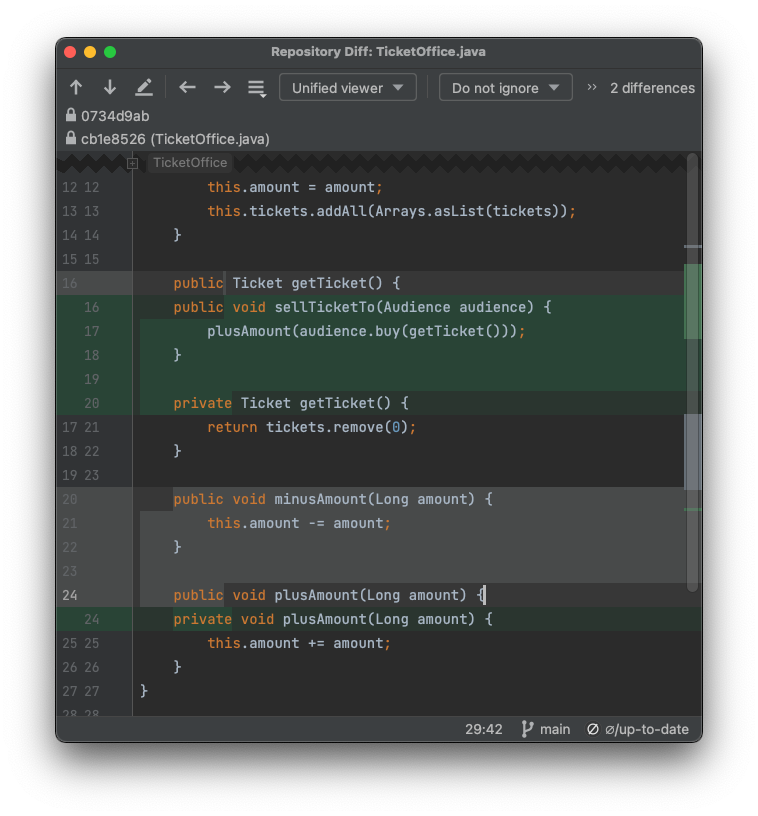 Repository Diff: TicketOffice.java
Unified viewer Do not ignore >> 2 differences
0734d9ab
cb1e8526 (TicketOffice.java)
TicketOffice
12 12 this.amount = amount;
13 13 this.tickets.addAll(Arrays.asList(tickets));
14 14 }
15 15
16 public Ticket getTicket() {
16 public void sellTicketTo(Audience audience) {
17 plusAmount(audience.buy(getTicket()));
18 }
19
20 private Ticket getTicket() {
17 21 return tickets.remove(0);
18 22 }
19 23
20 public void minusAmount(Long amount) {
21 this.amount -= amount;
22 }
23
24 public void plusAmount(Long amount) {
24 private void plusAmount(Long amount) {
25 25 this.amount += amount;
26 26 }
27 27 }
28 28
29:42 main ∅/up-to-date